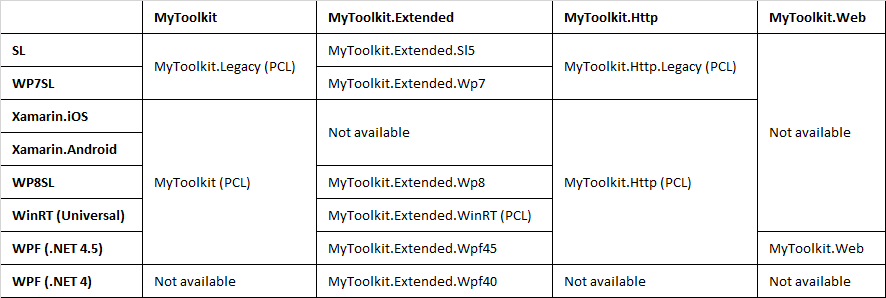 MyToolkit MyToolkit.Extended MyToolkit.Http MyToolkit.Web
SL MyToolkit.Legacy (PCL) MyToolkit.Extended.Sl5 MyToolkit.Http.Legacy (PCL) Not available
WP7SL MyToolkit.Extended.Wp7
Xamarin.iOS MyToolkit (PCL) Not available MyToolkit.Http (PCL)
Xamarin.Android
WP8SL MyToolkit.Extended.Wp8
WinRT (Universal) MyToolkit.Extended.WinRT (PCL)
WPF (.NET 4.5) MyToolkit.Extended.Wpf45 MyToolkit.Web
WPF (.NET 4) Not available MyToolkit.Extended.Wpf40 Not available Not available